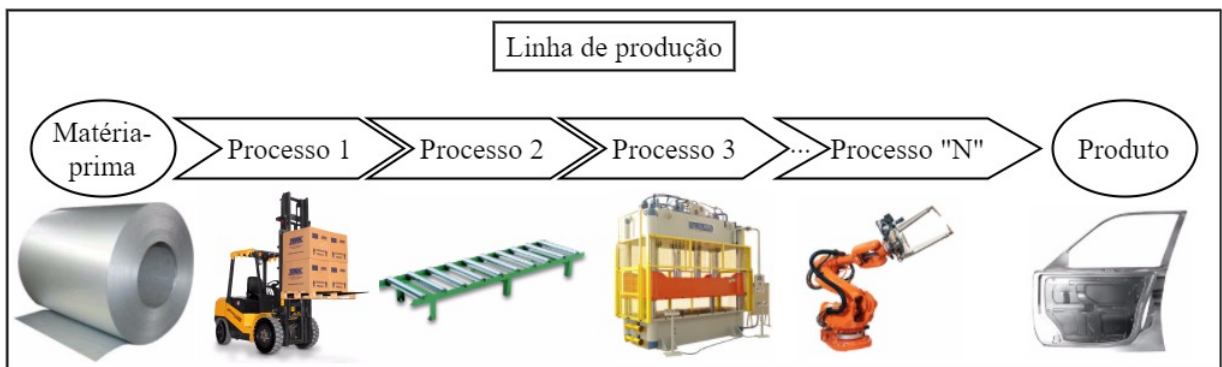 Linha de produção
Matéria-
prima
Processo 1
Processo 2
Processo 3
...
Processo "N"
Produto